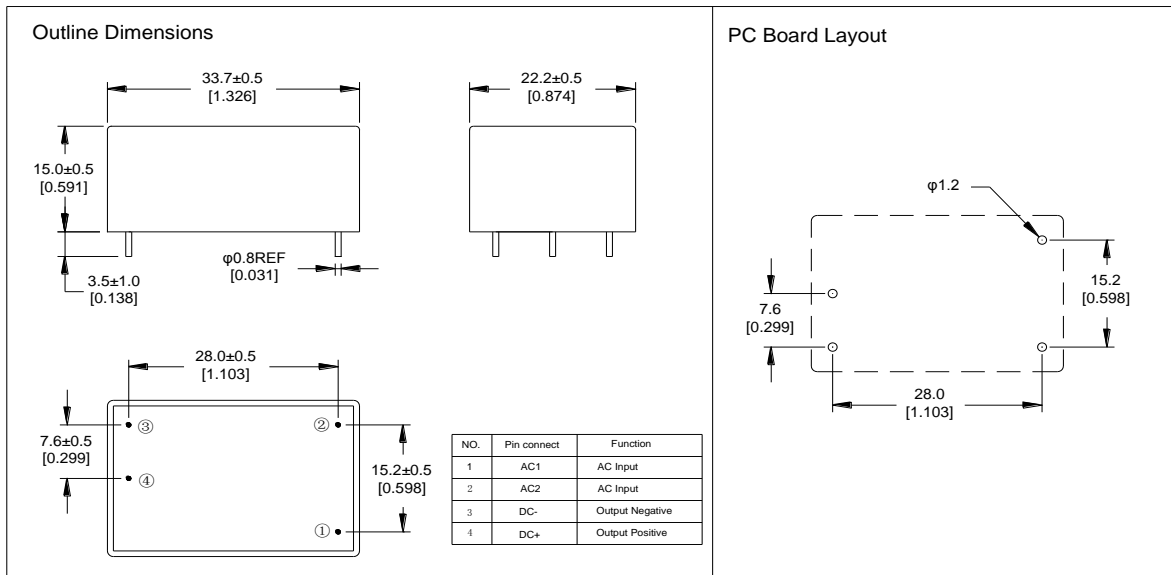 Outline Dimensions
33.7±0.5
[1.326]
22.2±0.5
[0.874]
15.0±0.5
[0.591]
3.5±1.0
[0.138]
φ0.8REF
[0.031]
28.0±0.5
[1.103]
③
②
7.6±0.5
[0.299]
④
15.2±0.5
[0.598]
①
NO. Pin connect Function
1 AC1 AC Input
2 AC2 AC Input
3 DC- Output Negative
4 DC+ Output Positive
PC Board Layout
φ1.2
7.6
[0.299]
15.2
[0.598]
28.0
[1.103]